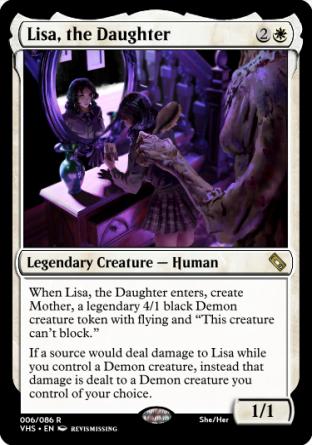 Lisa, the Daughter 2
Legendary Creature — Human
When Lisa, the Daughter enters, create
Mother, a legendary 4/1 black Demon
creature token with flying and “This creature
can’t block.”
If a source would deal damage to Lisa while
you control a Demon creature, instead that
damage is dealt to a Demon creature you
control of your choice.
1/1
006/086 R She/Her
VHS • EN REVISMISSING